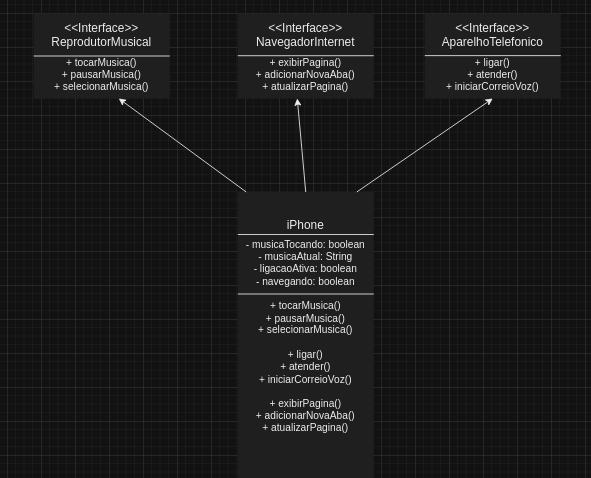 <<Interface>>
ReprodutorMusical
+ tocarMusica()
+ pausarMusica()
+ selecionarMusica()
<<Interface>>
NavegadorInternet
+ exibirPagina()
+ adicionarNovaAba()
+ atualizarPagina()
<<Interface>>
AparelhoTelefonico
+ ligar()
+ atender()
+ iniciarCorreioVoz()
iPhone
- musicaTocando: boolean
- musicaAtual: String
- ligacaoAtiva: boolean
- navegando: boolean
+ tocarMusica()
+ pausarMusica()
+ selecionarMusica()
+ ligar()
+ atender()
+ iniciarCorreioVoz()
+ exibirPagina()
+ adicionarNovaAba()
+ atualizarPagina()